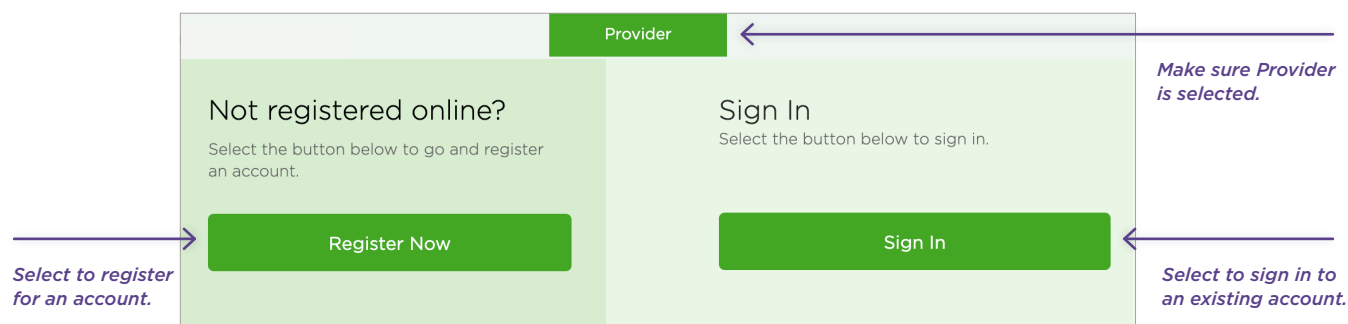 Provider
Make sure Provider
is selected.
Not registered online?
Select the button below to go and register
an account.
Register Now
Select to register
for an account.
Sign In
Select the button below to sign in.
Sign In
Select to sign in to
an existing account.